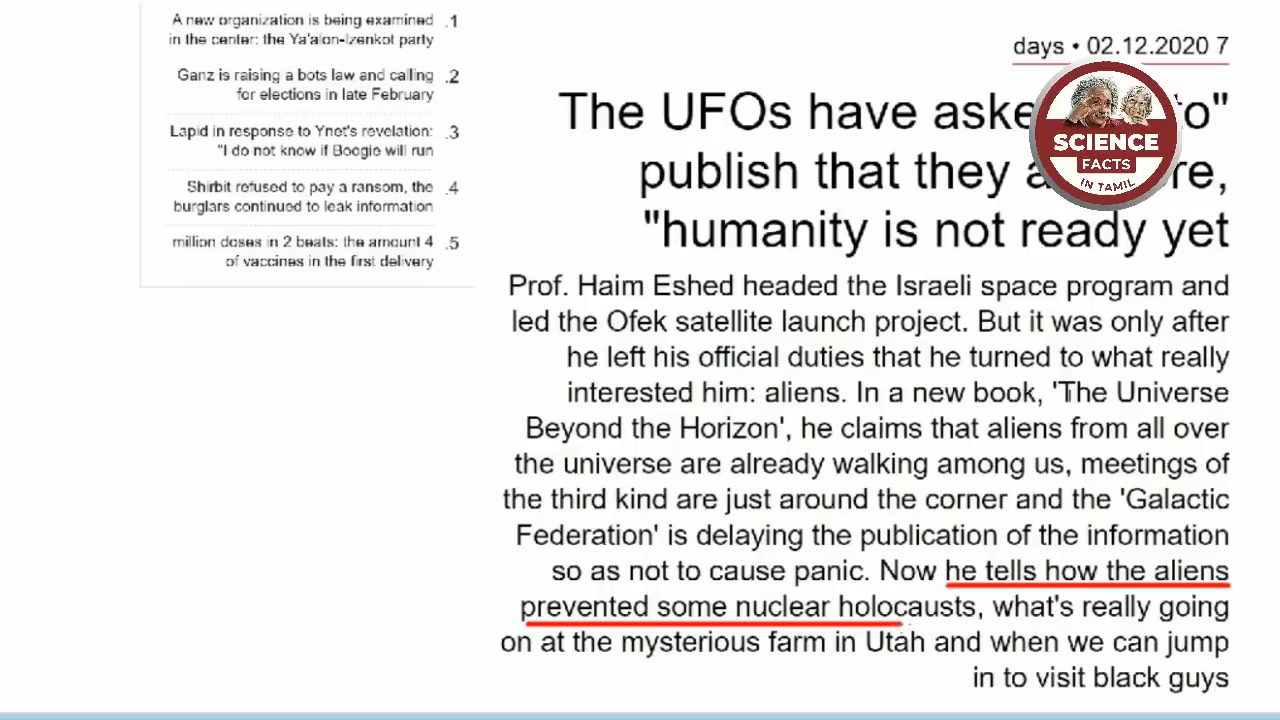 A new organization is being examined .1
in the center: the Ya'alon-Izenkot party
Ganz is raising a bots law and calling .2
for elections in late February
Lapid in response to Ynet's revelation: .3
"I do not know if Boogie will run
Shirbit refused to pay a ransom, the .4
burglars continued to leak information
million doses in 2 beats: the amount 4 .5
of vaccines in the first delivery
days • 02.12.2020 7
The UFOs have aske to"
publish that they a re,
"humanity is not ready yet
SCIENCE
FACTS
IN TAMIL
Prof. Haim Eshed headed the Israeli space program and
led the Ofek satellite launch project. But it was only after
he left his official duties that he turned to what really
interested him: aliens. In a new book, 'The Universe
Beyond the Horizon', he claims that aliens from all over
the universe are already walking among us, meetings of
the third kind are just around the corner and the 'Galactic
Federation' is delaying the publication of the information
so as not to cause panic. Now he tells how the aliens
prevented some nuclear holocausts, what's really going
on at the mysterious farm in Utah and when we can jump
in to visit black guys